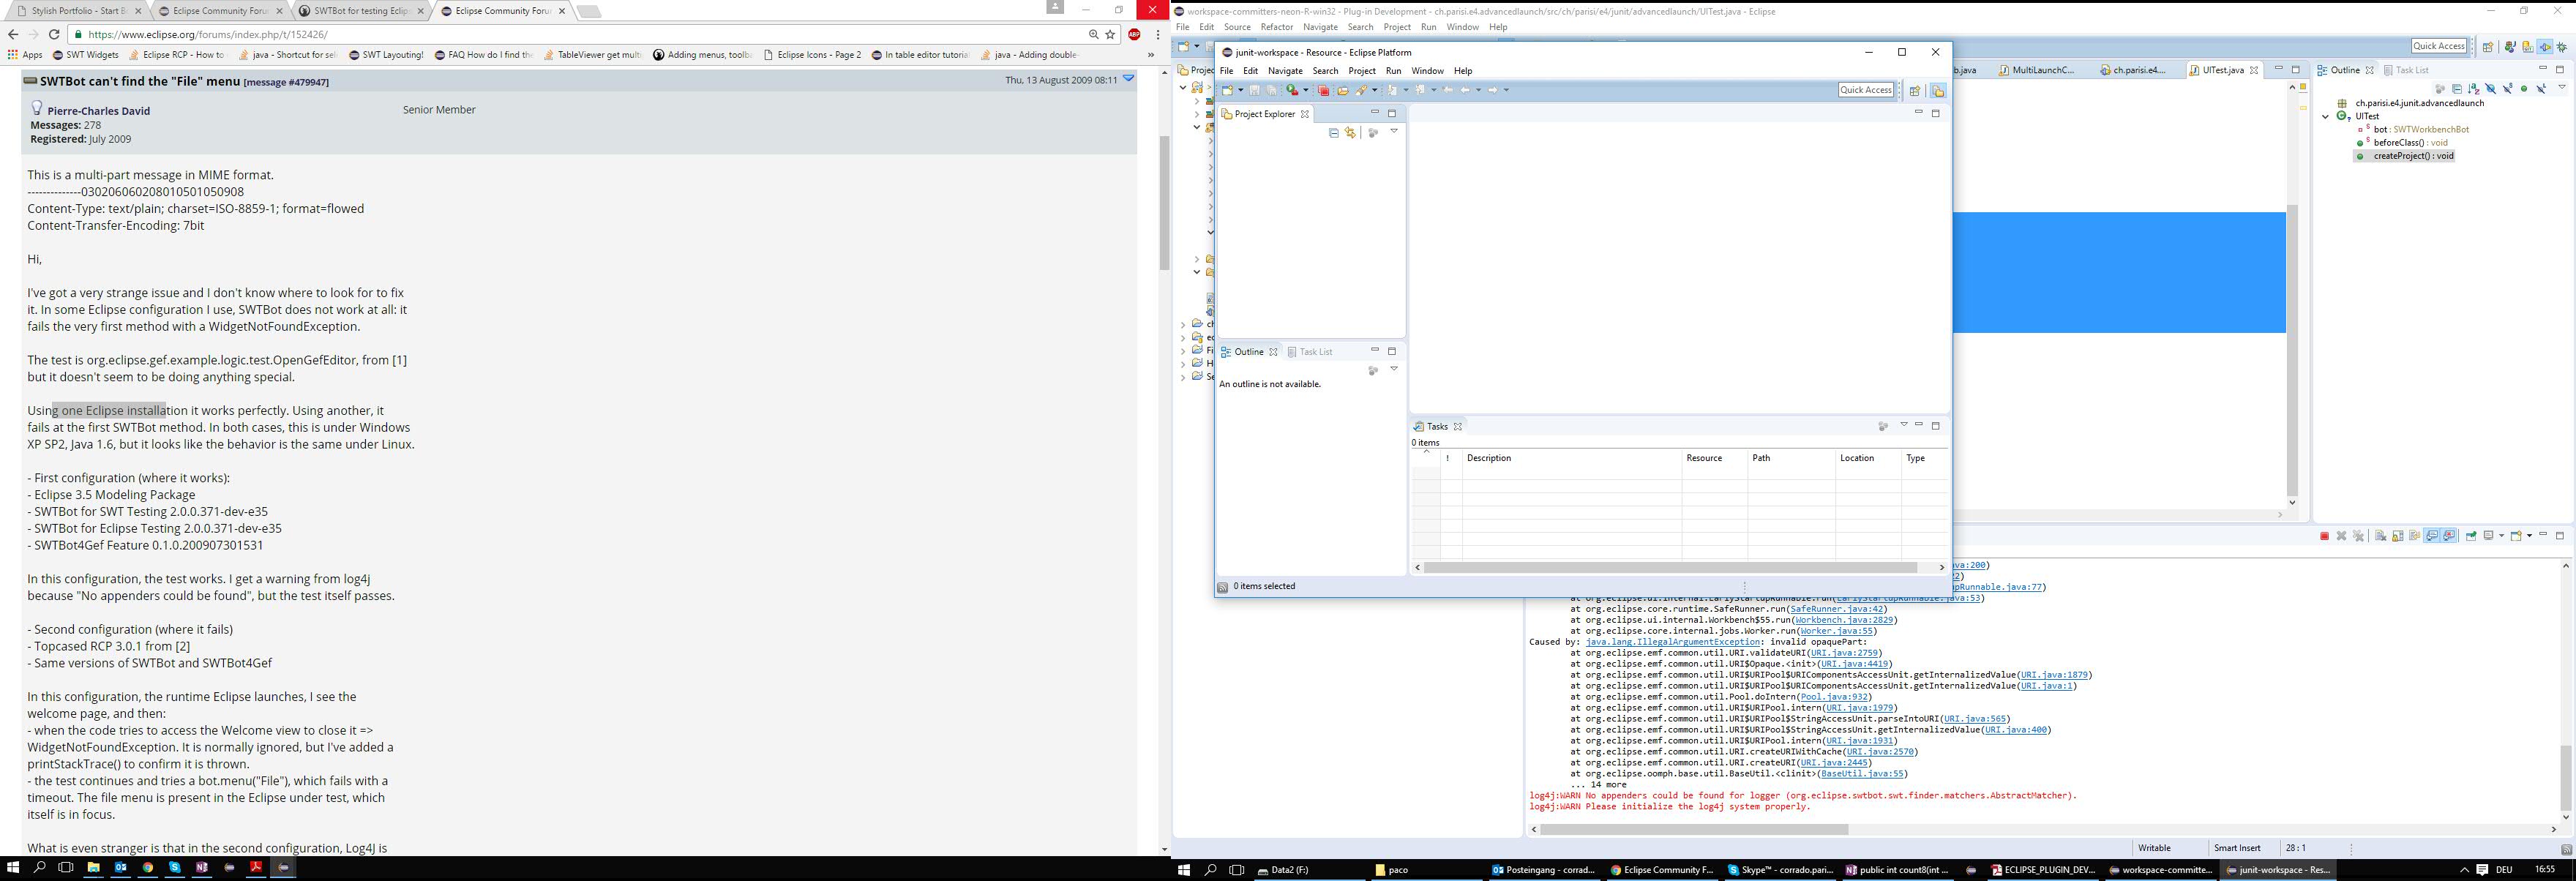 Stylish Portfolio - Start B
Eclipse Community Foru
SWTBot for testing Eclip
Eclipse Community Foru
https://www.eclipse.org/forums/index.php/t/152426/
Apps
SWT Widgets
Eclipse RCP - How to
java - Shortcut for sel
SWT Layouting!
FAQ How do I find the
TableViewer get multi
Adding menus, toolba
Eclipse Icons - Page 2
In table editor tutorial
java - Adding double-
»
SWTBot can't find the "File" menu [message #479947]
Thu, 13 August 2009 08:11
Pierre-Charles David
Senior Member
Messages: 278
Registered: July 2009
This is a multi-part message in MIME format.
--------------030206060208010501050908
Content-Type: text/plain; charset=ISO-8859-1; format=flowed
Content-Transfer-Encoding: 7bit
Hi,
I've got a very strange issue and I don't know where to look for to fix
it. In some Eclipse configuration I use, SWTBot does not work at all: it
fails the very first method with a WidgetNotFoundException.
The test is org.eclipse.gef.example.logic.test.OpenGefEditor, from [1]
but it doesn't seem to be doing anything special.
Using one Eclipse installation it works perfectly. Using another, it
fails at the first SWTBot method. In both cases, this is under Windows
XP SP2, Java 1.6, but it looks like the behavior is the same under Linux.
- First configuration (where it works):
- Eclipse 3.5 Modeling Package
- SWTBot for SWT Testing 2.0.0.371-dev-e35
- SWTBot for Eclipse Testing 2.0.0.371-dev-e35
- SWTBot4Gef Feature 0.1.0.200907301531
In this configuration, the test works. I get a warning from log4j
because "No appenders could be found", but the test itself passes.
- Second configuration (where it fails)
- Topcased RCP 3.0.1 from [2]
- Same versions of SWTBot and SWTBot4Gef
In this configuration, the runtime Eclipse launches, I see the
welcome page, and then:
- when the code tries to access the Welcome view to close it =>
WidgetNotFoundException. It is normally ignored, but I've added a
printStackTrace() to confirm it is thrown.
- the test continues and tries a bot.menu("File"), which fails with a
timeout. The file menu is present in the Eclipse under test, which
itself is in focus.
What is even stranger is that in the second configuration, Log4J is
workspace-committers-neon-R-win32 - Plug-in Development - ch.parisi.e4.advancedlaunch/src/ch/parisi/e4/junit/advancedlaunch/UITest.java - Eclipse
File Edit Source Refactor Navigate Search Project Run Window Help
Quick Access
Projec
b.java
MultiLaunchC...
ch.parisi.e4....
UITest.java
Outline
Task List
ch.parisi.e4.junit.advancedlaunch
UITest
bot : SWTWorkbenchBot
beforeClass() : void
createProject() : void
junit-workspace - Resource - Eclipse Platform
File Edit Navigate Search Project Run Window Help
Quick Access
Project Explorer
Outline
Task List
An outline is not available.
Tasks
0 items
! Description Resource Path Location Type
0 items selected
ch
ec
Fi
H
Se
ava:200)
2)
upRunnable.java:77)
at org.eclipse.ui.internal.EarlyStartupRunnable.run(EarlyStartupRunnable.java:53)
at org.eclipse.core.runtime.SafeRunner.run(SafeRunner.java:42)
at org.eclipse.ui.internal.Workbench$55.run(Workbench.java:2829)
at org.eclipse.core.internal.jobs.Worker.run(Worker.java:55)
Caused by: java.lang.IllegalArgumentException: invalid opaquePart:
at org.eclipse.emf.common.util.URI.validateURI(URI.java:2759)
at org.eclipse.emf.common.util.URI$Opaque.<init>(URI.java:4419)
at org.eclipse.emf.common.util.URI$URIPool$URIComponentsAccessUnit.getInternalizedValue(URI.java:1879)
at org.eclipse.emf.common.util.URI$URIPool$URIComponentsAccessUnit.getInternalizedValue(URI.java:1)
at org.eclipse.emf.common.util.Pool.doIntern(Pool.java:932)
at org.eclipse.emf.common.util.URI$URIPool.intern(URI.java:1979)
at org.eclipse.emf.common.util.URI$URIPool$StringAccessUnit.parseIntoURI(URI.java:565)
at org.eclipse.emf.common.util.URI$URIPool$StringAccessUnit.getInternalizedValue(URI.java:400)
at org.eclipse.emf.common.util.URI$URIPool.intern(URI.java:1931)
at org.eclipse.emf.common.util.URI.createURIWithCache(URI.java:2570)
at org.eclipse.emf.common.util.URI.createURI(URI.java:2445)
at org.eclipse.oomph.base.util.BaseUtil.<clinit>(BaseUtil.java:55)
... 14 more
log4j:WARN No appenders could be found for logger (org.eclipse.swtbot.swt.finder.matchers.AbstractMatcher).
log4j:WARN Please initialize the log4j system properly.
Writable
Smart Insert
28 : 1
Data2 (F:)
paco
Posteingang - corrad...
Eclipse Community F...
Skype™ - corrado.pari...
public int count8(int ...
ECLIPSE_PLUGIN_DEV...
workspace-committe...
junit-workspace - Res...
DEU
16:55